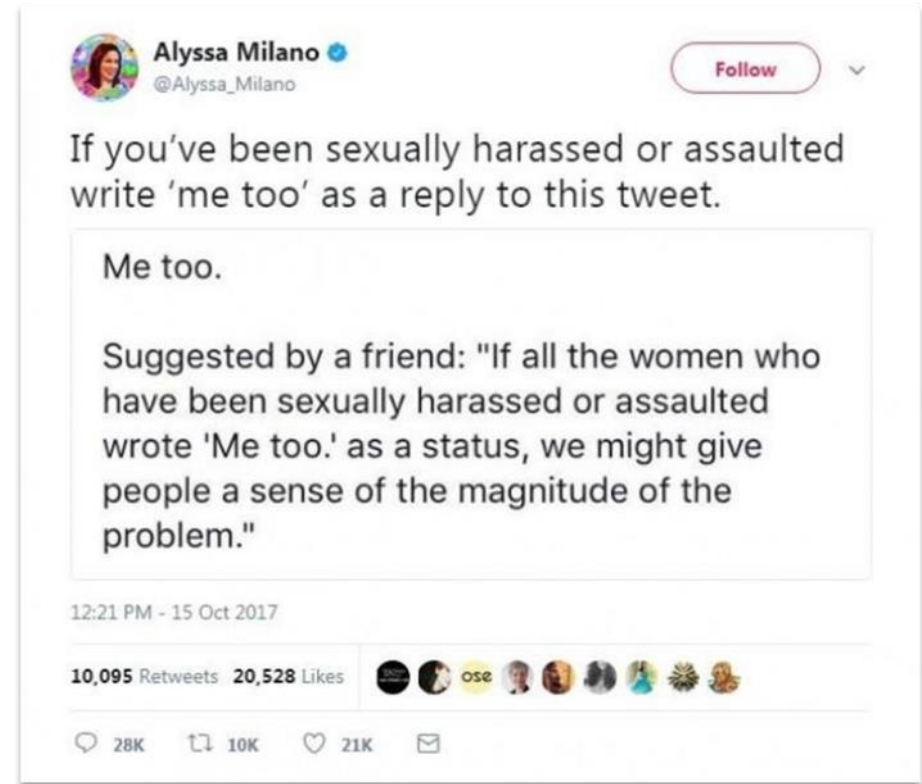 Alyssa Milano
@Alyssa_Milano
Follow
If you've been sexually harassed or assaulted
write 'me too' as a reply to this tweet.
Me too.
Suggested by a friend: "If all the women who
have been sexually harassed or assaulted
wrote 'Me too.' as a status, we might give
people a sense of the magnitude of the
problem."
12:21 PM - 15 Oct 2017
10,095 Retweets 20,528 Likes
ose
28K 10K 21K